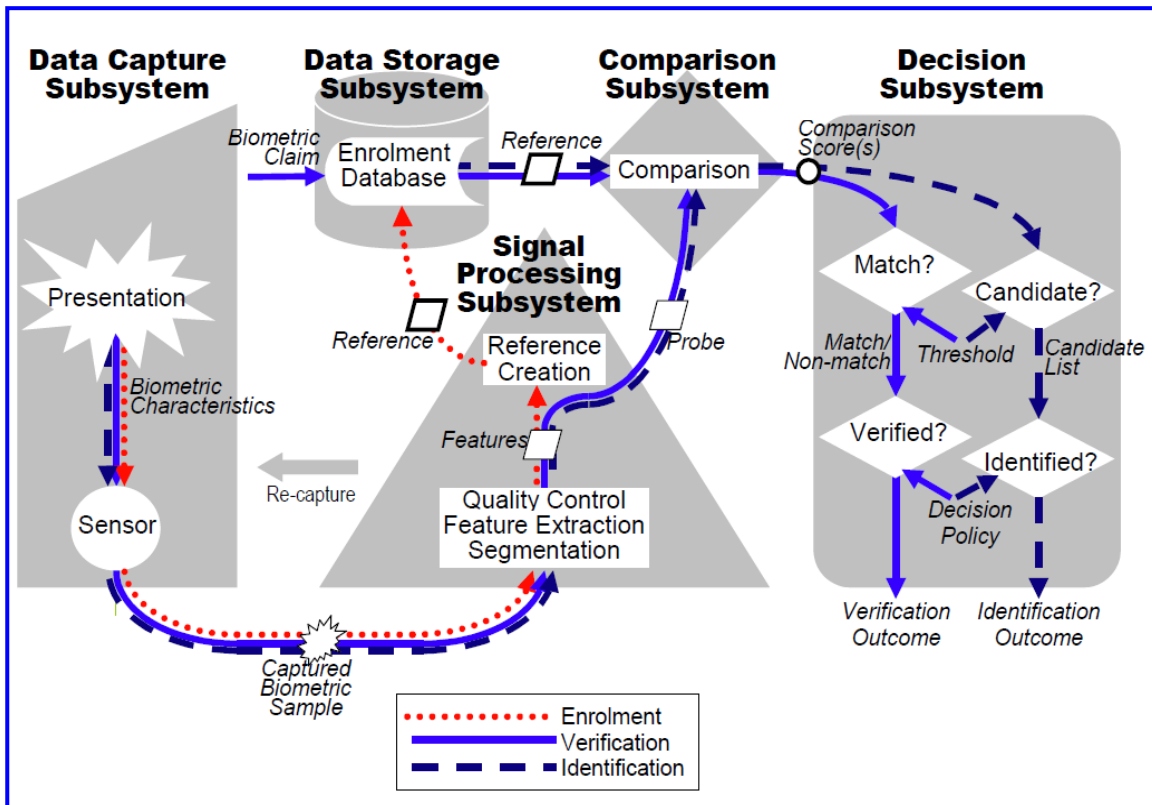 Data Capture
Subsystem
Data Storage
Subsystem
Comparison
Subsystem
Decision
Subsystem
Biometric
Claim
Enrolment
Database
Reference
Comparison
Comparison
Score(s)
Signal
Processing
Subsystem
Presentation
Match?
Candidate?
Reference
Reference
Creation
Probe
Match/
Non-match
Threshold
Candidate
List
Biometric
Characteristics
Features
Verified?
Identified?
Re-capture
Sensor
Quality Control
Feature Extraction
Segmentation
Decision
Policy
Verification
Outcome
Identification
Outcome
Captured
Biometric
Sample
Enrolment
Verification
Identification